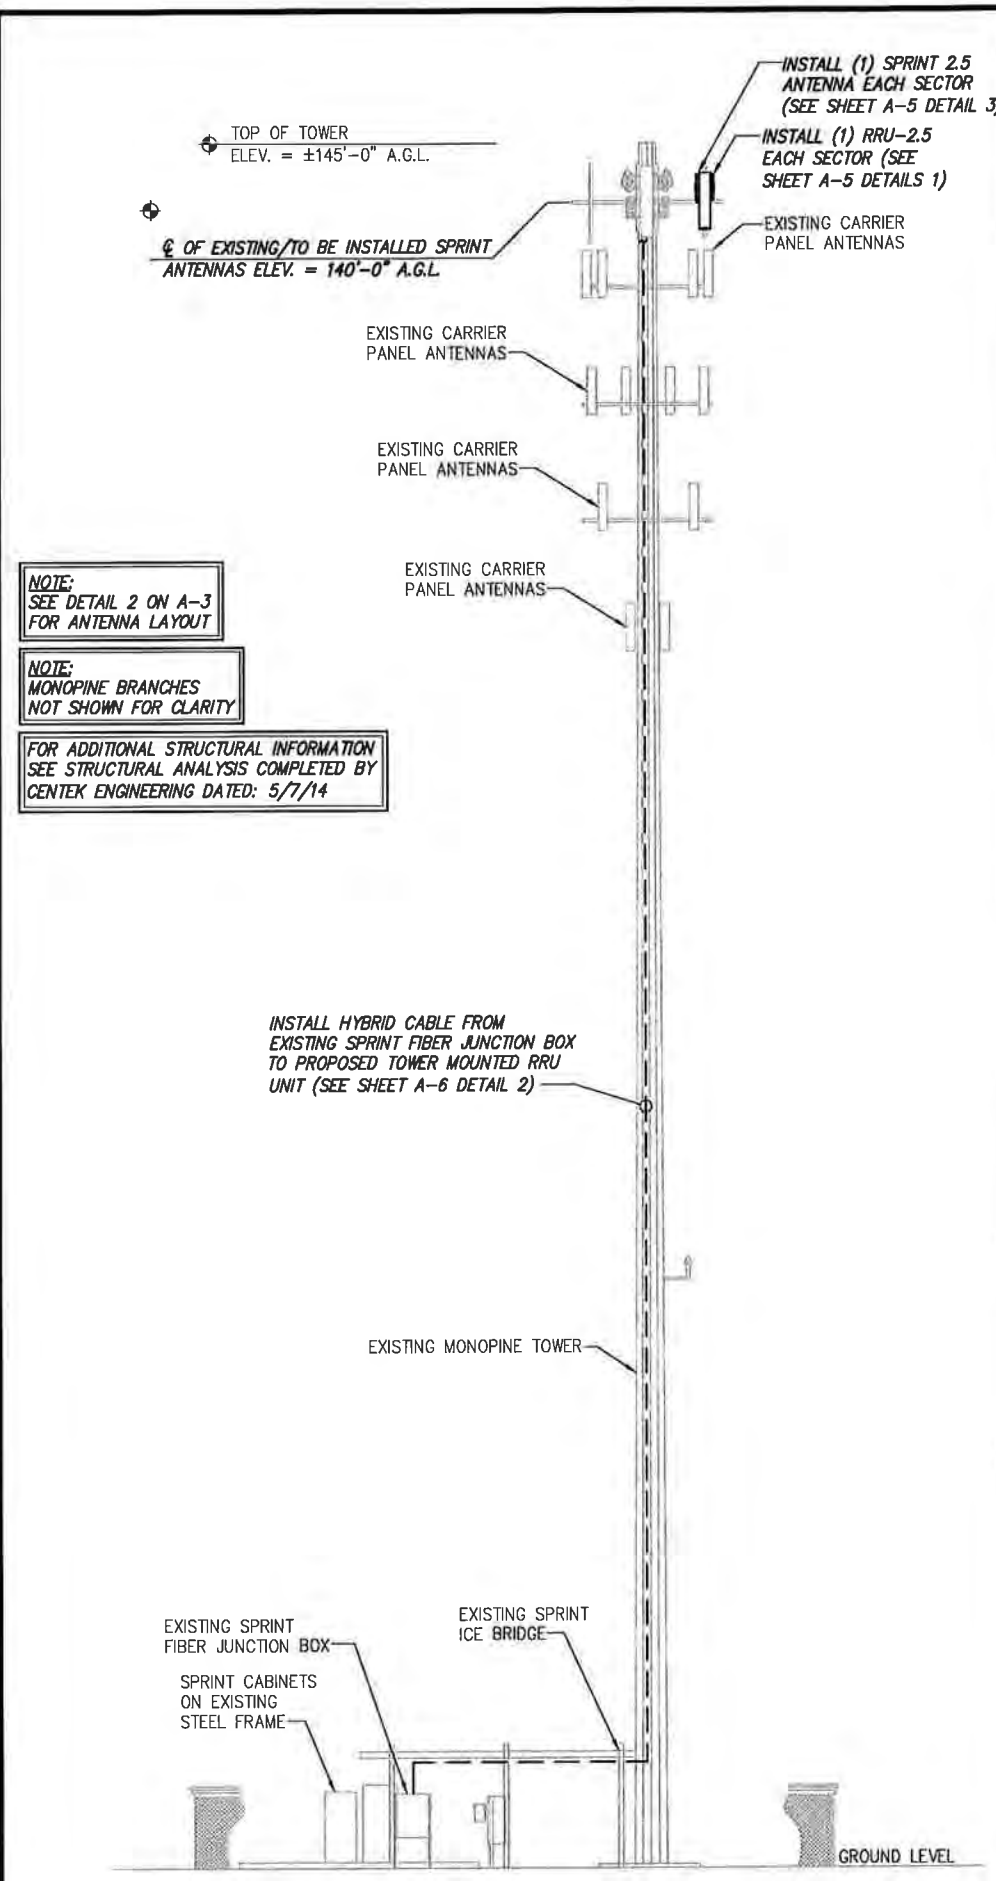 INSTALL (1) SPRINT 2.5
ANTENNA EACH SECTOR
(SEE SHEET A-5 DETAIL 3)
TOP OF TOWER
ELEV. = ±145'-0" A.G.L.
INSTALL (1) RRU-2.5
EACH SECTOR (SEE
SHEET A-5 DETAILS 1)
EXISTING CARRIER
PANEL ANTENNAS
℄ OF EXISTING/TO BE INSTALLED SPRINT
ANTENNAS ELEV. = 140'-0" A.G.L.
EXISTING CARRIER
PANEL ANTENNAS
EXISTING CARRIER
PANEL ANTENNAS
EXISTING CARRIER
PANEL ANTENNAS
NOTE:
SEE DETAIL 2 ON A-3
FOR ANTENNA LAYOUT
NOTE:
MONOPINE BRANCHES
NOT SHOWN FOR CLARITY
FOR ADDITIONAL STRUCTURAL INFORMATION
SEE STRUCTURAL ANALYSIS COMPLETED BY
CENTEK ENGINEERING DATED: 5/7/14
INSTALL HYBRID CABLE FROM
EXISTING SPRINT FIBER JUNCTION BOX
TO PROPOSED TOWER MOUNTED RRU
UNIT (SEE SHEET A-6 DETAIL 2)
EXISTING MONOPINE TOWER
EXISTING SPRINT
FIBER JUNCTION BOX
EXISTING SPRINT
ICE BRIDGE
SPRINT CABINETS
ON EXISTING
STEEL FRAME
GROUND LEVEL